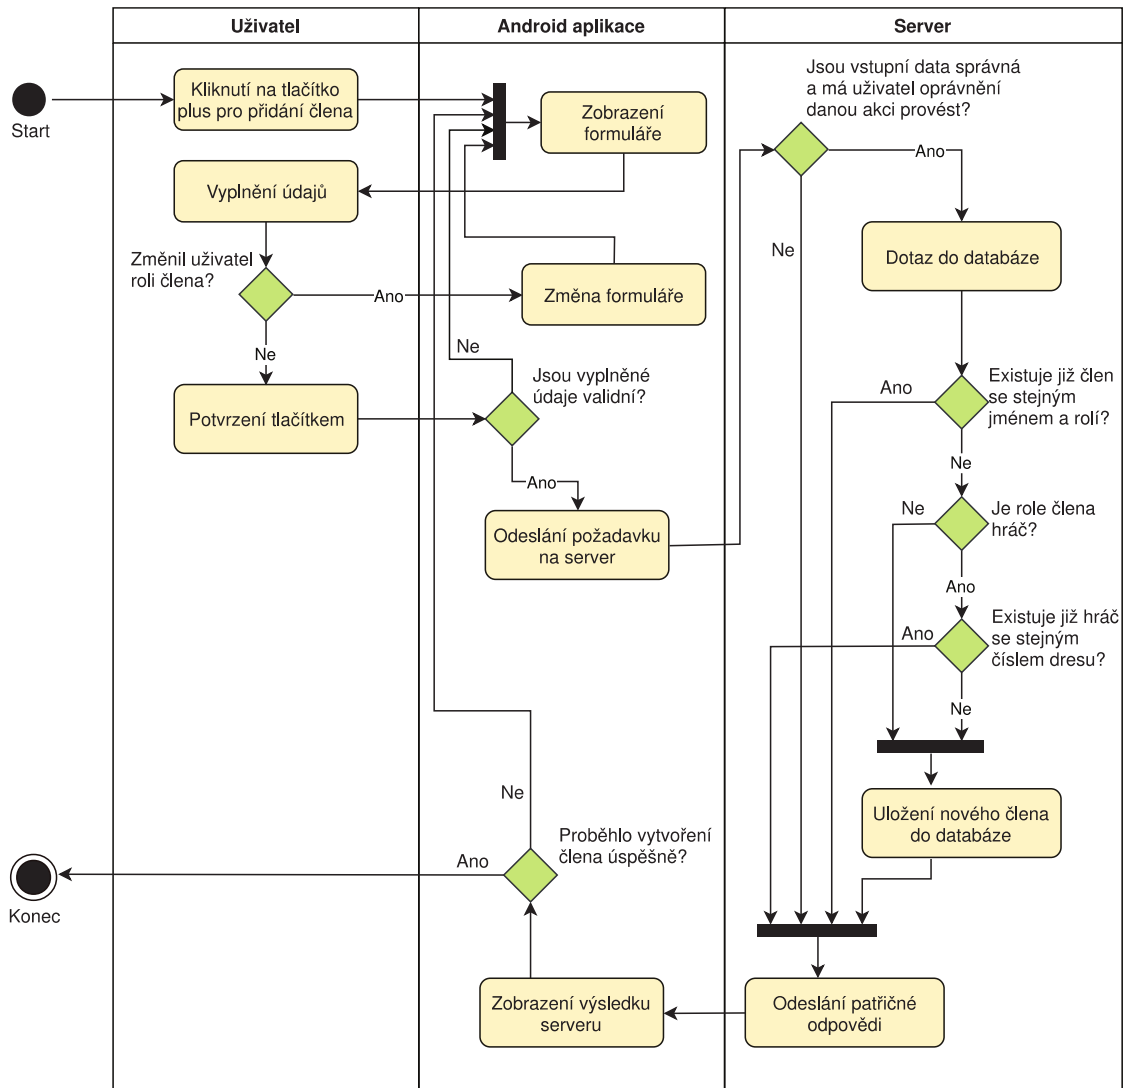 Uživatel
Android aplikace
Server
Start
Kliknutí na tlačítko
plus pro přidání člena
Zobrazení
formuláře
Jsou vstupní data správná
a má uživatel oprávnění
danou akci provést?
Ano
Ne
Vyplnění údajů
Dotaz do databáze
Změnil uživatel
roli člena?
Ano
Změna formuláře
Ne
Potvrzení tlačítkem
Ne
Jsou vyplněné
údaje validní?
Ano
Odeslání požadavku
na server
Ano
Existuje již člen
se stejným
jménem a rolí?
Ne
Ne
Je role člena
hráč?
Ano
Ano
Existuje již hráč
se stejným
číslem dresu?
Ne
Uložení nového člena
do databáze
Ne
Proběhlo vytvoření
člena úspěšně?
Ano
Konec
Zobrazení výsledku
serveru
Odeslání patřičné
odpovědi